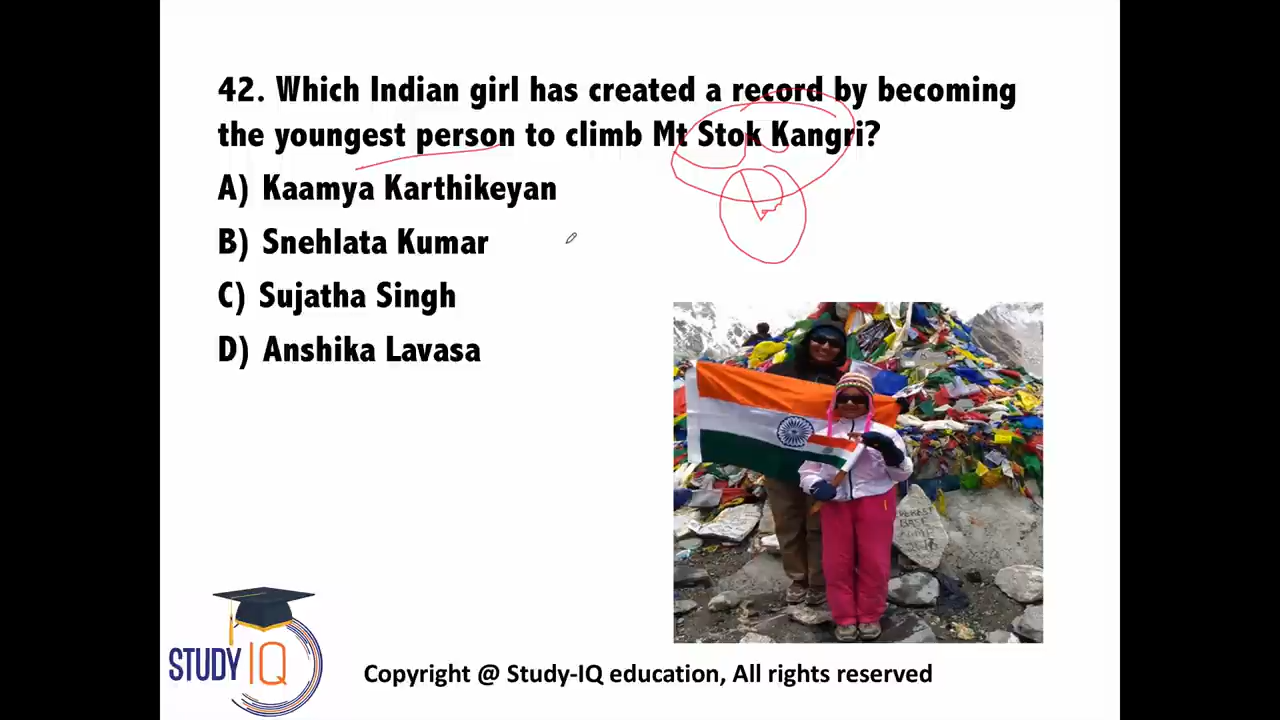 42. Which Indian girl has created a record by becoming
the youngest person to climb Mt Stok Kangri?
A) Kaamya Karthikeyan
B) Snehlata Kumar
C) Sujatha Singh
D) Anshika Lavasa
BASE
STUDY IQ
Copyright @ Study-IQ education, All rights reserved